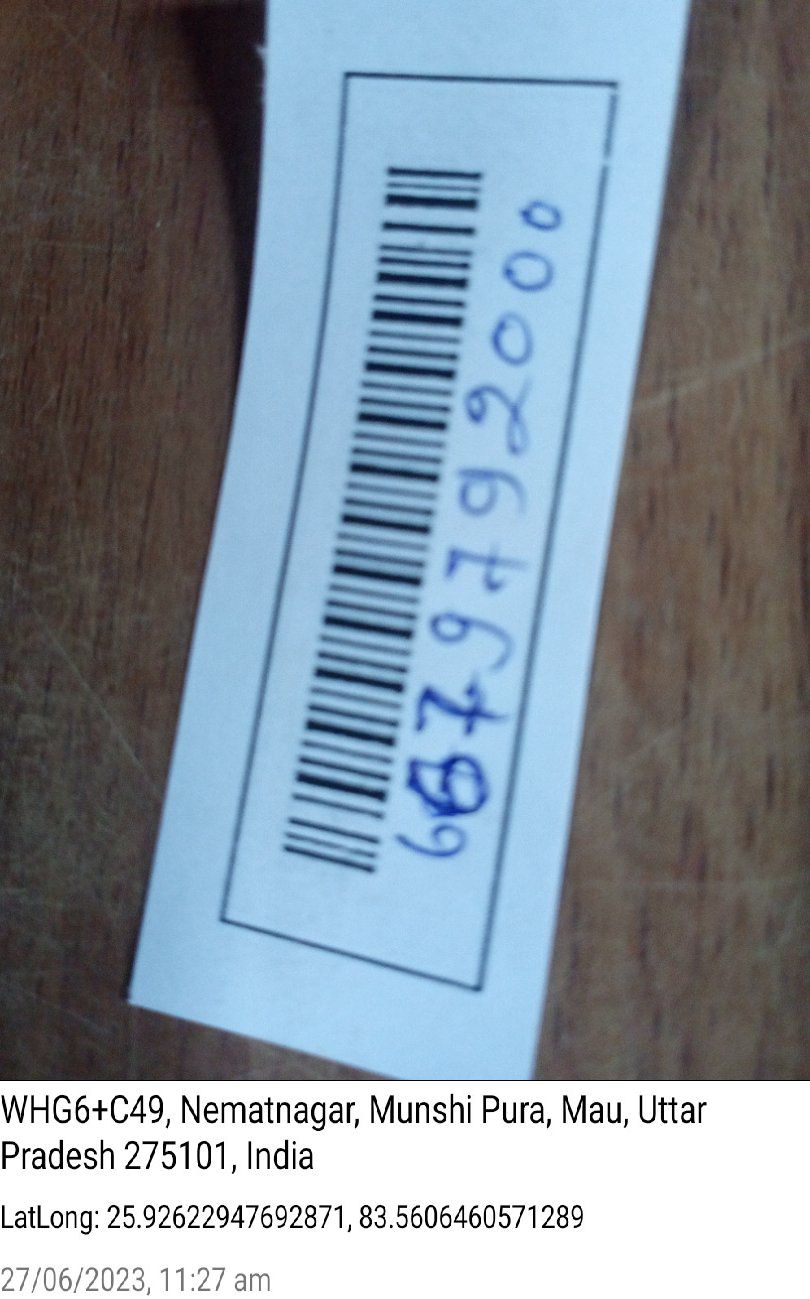 6679792000
WHG6+C49, Nematnagar, Munshi Pura, Mau, Uttar
Pradesh 275101, India
LatLong: 25.92622947692871, 83.5606460571289
27/06/2023, 11:27 am